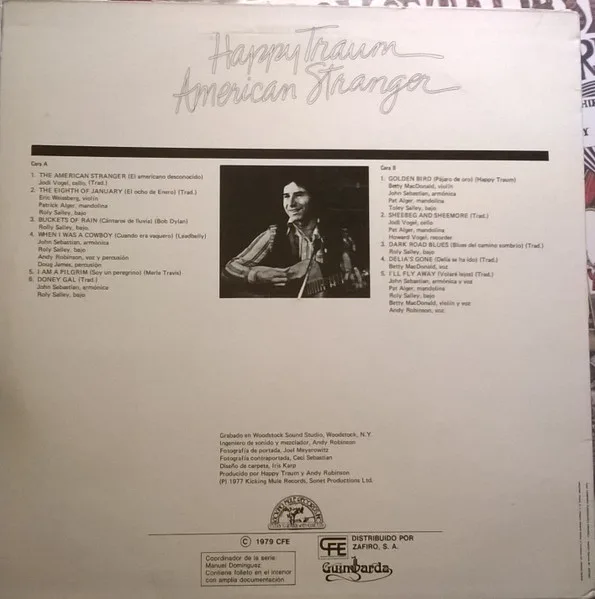 Happy Traum
American Stranger
Cara A
1. THE AMERICAN STRANGER (El americano desconocido)
Jodi Vogel, cello, (Trad.)
2. THE EIGHTH OF JANUARY (El ocho de Enero) (Trad.)
Eric Weissberg, violín
Patrick Alger, mandolina
Roly Salley, bajo
3. BUCKETS OF RAIN (Cántaros de lluvia) (Bob Dylan)
Rolly Salley, bajo.
4. WHEN I WAS A COWBOY (Cuando era vaquero) (Leadbelly)
John Sebastian, armónica
Roly Salley, bajo
Andy Robinson, voz y percusión
Doug James, percusión
5. I AM A PILGRIM (Soy un peregrino) (Merle Travis)
6. DONEY GAL (Trad.)
John Sebastian, armónica
Roly Salley, bajo
Cara B
1. GOLDEN BIRD (Pájaro de oro) (Happy Traum)
Betty MacDonald, violín
John Sebastian, armónica
Pat Alger, mandolina
Toley Salley, bajo
2. SHEEBEG AND SHEEMORE (Trad.)
Jodi Vogel, cello
Pat Alger, mandolina
Howard Vogel, recorder
3. DARK ROAD BLUES (Blues del camino sombrío) (Trad.)
Roly Salley, bajo
4. DELIA'S GONE (Delia se ha ido) (Trad.)
Betty MacDonald, voz
5. I'LL FLY AWAY (Volaré lejos) (Trad.)
John Sebastian, armónica y voz
Pat Alger, mandolina
Roly Salley, bajo
Betty MacDonald, violín y voz
Andy Robinson, voz
Grabado en Woodstock Sound Studio, Woodstock, N.Y.
Ingeniero de sonido y mezclador, Andy Robinson
Fotografía de portada, Joel Meyerowitz
Fotografía contraportada, Ceci Sebastian
Diseño de carpeta, Iris Karp
Producido por Happy Traum y Andy Robinson
(P) 1977 Kicking Mule Records, Sonet Productions Ltd.
© 1979 CFE
Coordinador de la serie:
Manuel Domínguez
Contiene folleto en el interior
con amplia documentación
CFE
DISTRIBUIDO POR
ZAFIRO, S. A.
Guimbarda